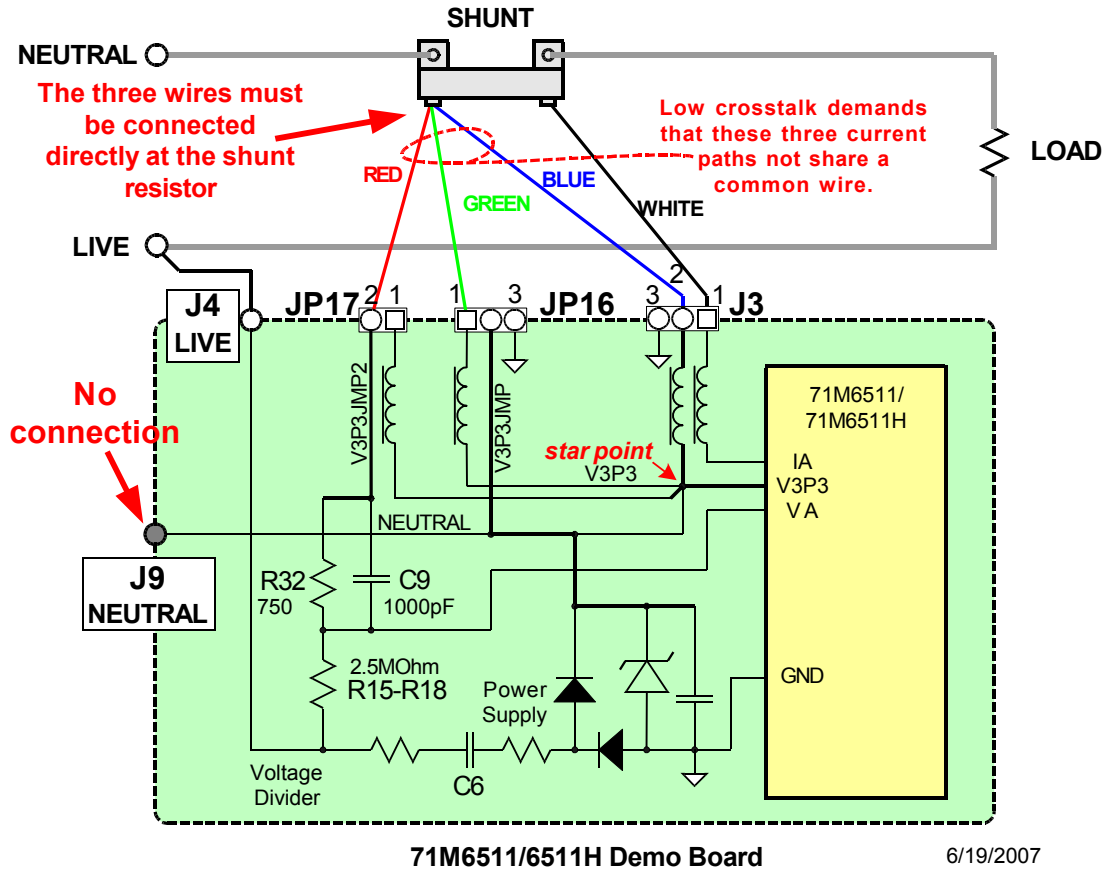 SHUNT
NEUTRAL
The three wires must
be connected
directly at the shunt
resistor
Low crosstalk demands
that these three current
paths not share a
common wire.
LOAD
RED
BLUE
GREEN
WHITE
LIVE
J4
LIVE
JP17
2
1
1
3
JP16
3
2
1
J3
No
connection
V3P3JMP2
V3P3JMP
star point
V3P3
71M6511/
71M6511H
IA
V3P3
VA
NEUTRAL
J9
NEUTRAL
R32
750
C9
1000pF
2.5MOhm
R15-R18
Power
Supply
GND
Voltage
Divider
C6
71M6511/6511H Demo Board
6/19/2007